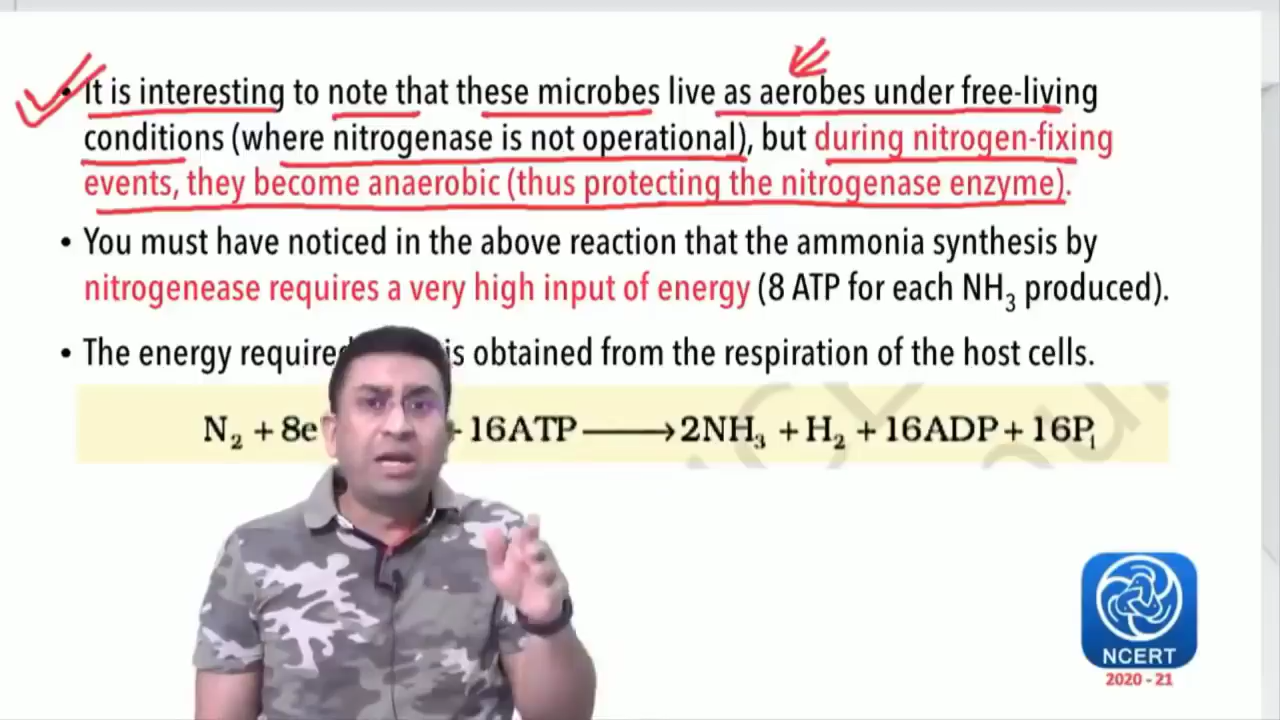 • It is interesting to note that these microbes live as aerobes under free-living
conditions (where nitrogenase is not operational), but during nitrogen-fixing
events, they become anaerobic (thus protecting the nitrogenase enzyme).
• You must have noticed in the above reaction that the ammonia synthesis by
nitrogenease requires a very high input of energy (8 ATP for each NH₃ produced).
• The energy required is obtained from the respiration of the host cells.
N₂ + 8e + 16ATP ⟶ 2NH₃ + H₂ + 16ADP + 16Pᵢ
NCERT
2020 - 21